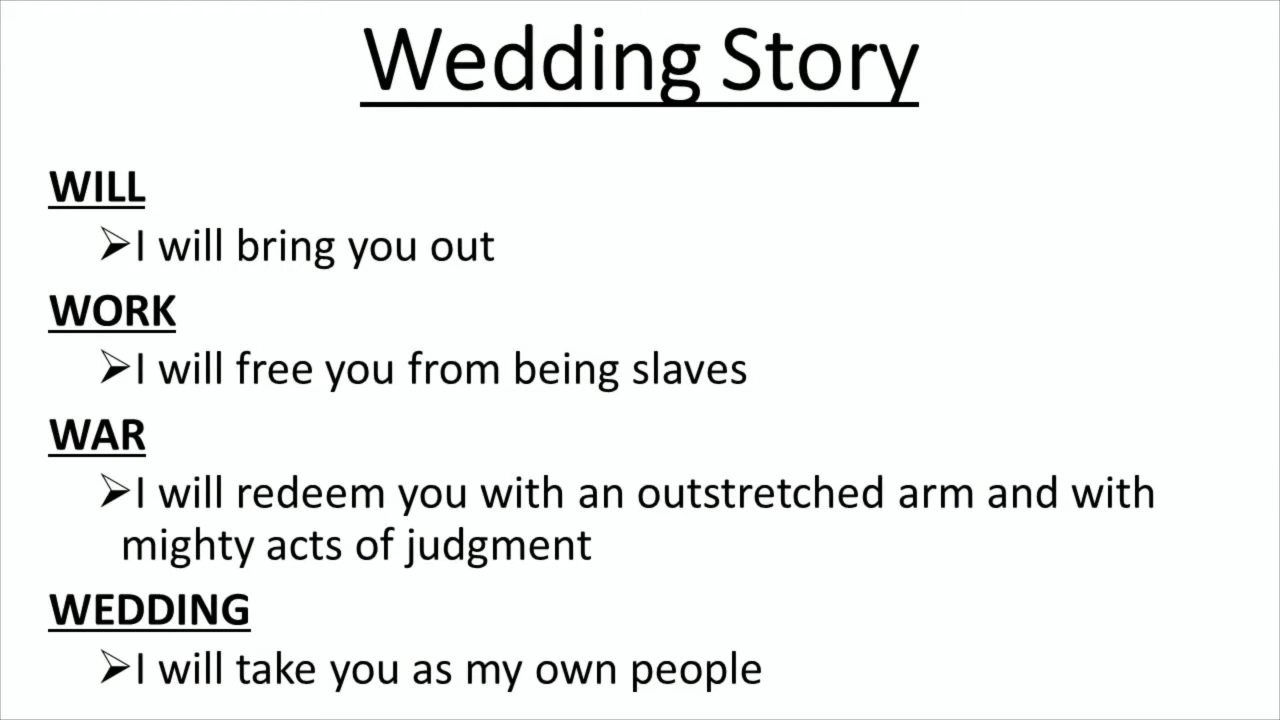 Wedding Story
WILL
➢I will bring you out
WORK
➢I will free you from being slaves
WAR
➢I will redeem you with an outstretched arm and with
mighty acts of judgment
WEDDING
➢I will take you as my own people